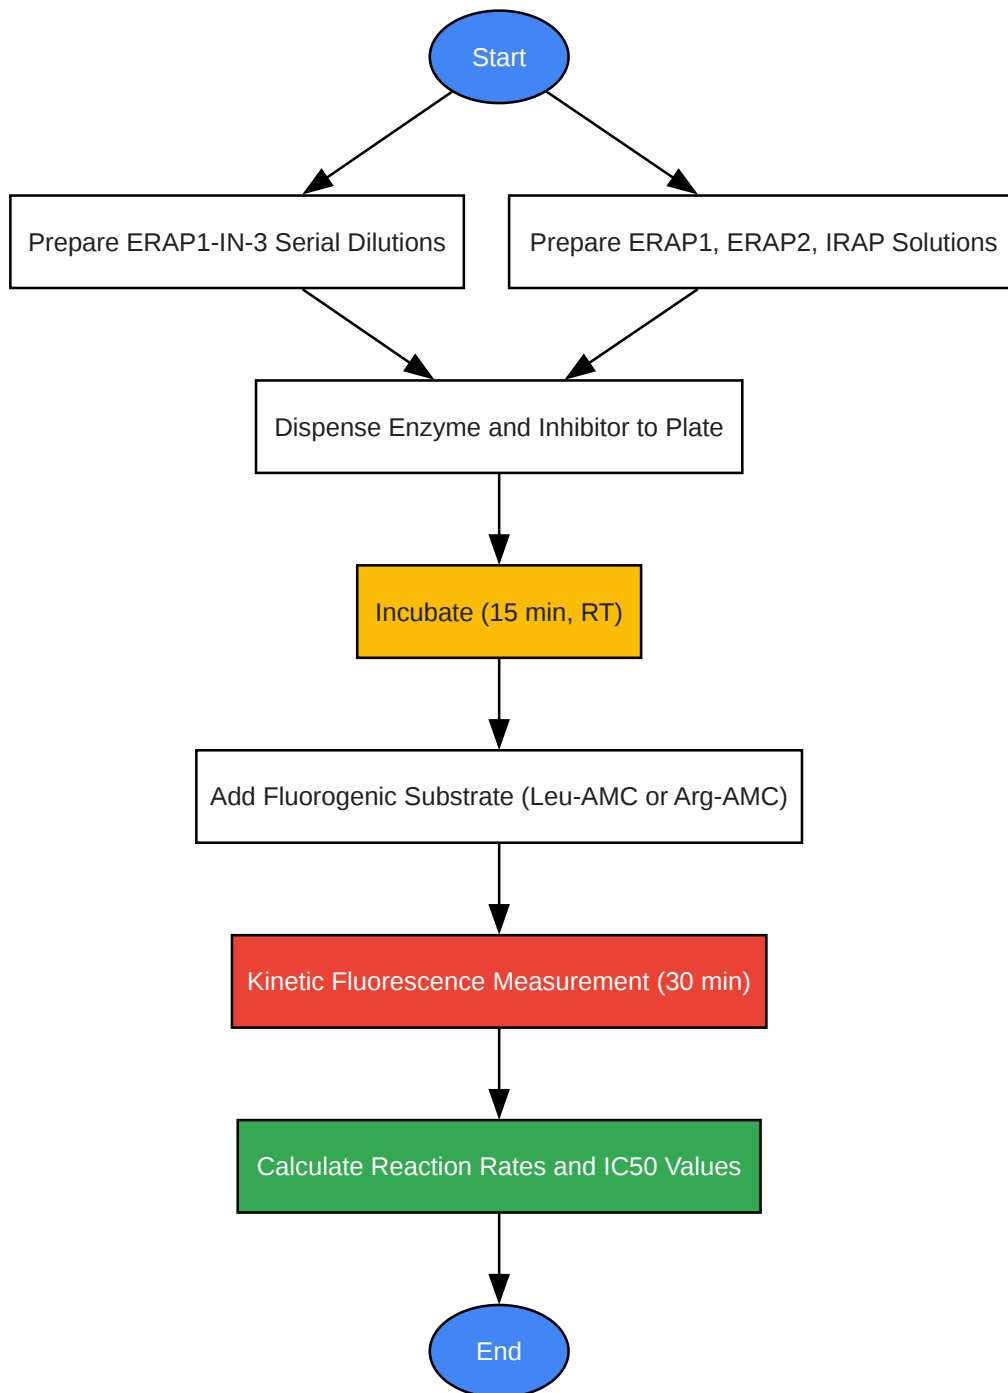 Start
Prepare ERAP1-IN-3 Serial Dilutions
Prepare ERAP1, ERAP2, IRAP Solutions
Dispense Enzyme and Inhibitor to Plate
Incubate (15 min, RT)
Add Fluorogenic Substrate (Leu-AMC or Arg-AMC)
Kinetic Fluorescence Measurement (30 min)
Calculate Reaction Rates and IC50 Values
End